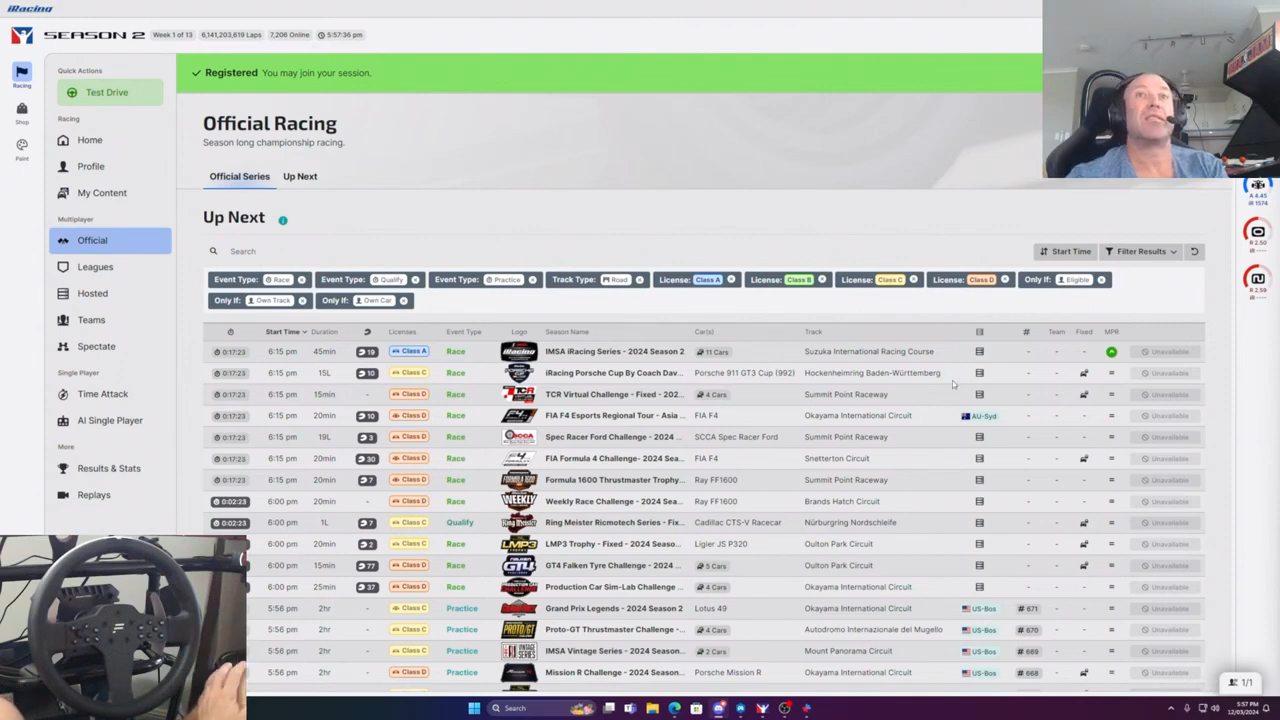 iRacing
SEASON 2 Week 1 of 13 6,141,203,619 Laps 7,206 Online 5:57:36 pm
Racing
Shop
Paint
Quick Actions
Test Drive
Racing
Home
Profile
My Content
Multiplayer
Official
Leagues
Hosted
Teams
Spectate
Single Player
Time Attack
AI Single Player
More
Results & Stats
Replays
Registered You may join your session.
Official Racing
Season long championship racing.
Official Series Up Next
Up Next
Search Start Time Filter Results
Event Type: Race Event Type: Qualify Event Type: Practice Track Type: Road License: Class A License: Class B License: Class C License: Class D Only If: Eligible
Only If: Own Track Only If: Own Car
Start Time Duration Licenses Event Type Logo Season Name Car(s) Track # Team Fixed MPR
0:17:23 6:15 pm 45min 19 Class A Race IMSA iRacing Series - 2024 Season 2 11 Cars Suzuka International Racing Course - - - Unavailable
0:17:23 6:15 pm 15L 10 Class C Race iRacing Porsche Cup By Coach Dav... Porsche 911 GT3 Cup (992) Hockenheimring Baden-Württemberg - - = Unavailable
0:17:23 6:15 pm 15min - Class D Race TCR Virtual Challenge - Fixed - 202... 4 Cars Summit Point Raceway - - = Unavailable
0:17:23 6:15 pm 20min 10 Class D Race FIA F4 Esports Regional Tour - Asia ... FIA F4 Okayama International Circuit AU-Syd - - = Unavailable
0:17:23 6:15 pm 19L 3 Class D Race Spec Racer Ford Challenge - 2024 ... SCCA Spec Racer Ford Summit Point Raceway - - - = Unavailable
0:17:23 6:15 pm 20min 30 Class D Race FIA Formula 4 Challenge- 2024 Sea... FIA F4 Snetterton Circuit - - = Unavailable
0:17:23 6:15 pm 20min 7 Class D Race Formula 1600 Thrustmaster Trophy... Ray FF1600 Summit Point Raceway - - - = Unavailable
0:02:23 6:00 pm 20min - Class D Race Weekly Race Challenge - 2024 Sea... Ray FF1600 Brands Hatch Circuit - - - = Unavailable
0:02:23 6:00 pm 1L 7 Class C Qualify Ring Meister Ricmotech Series - Fix... Cadillac CTS-V Racecar Nürburgring Nordschleife - - = Unavailable
6:00 pm 20min 2 Class C Race LMP3 Trophy - Fixed - 2024 Seas... Ligier JS P320 Oulton Park Circuit - - = Unavailable
6:00 pm 15min 77 Class D Race GT4 Falken Tyre Challenge - Fixed ... 5 Cars Oulton Park Circuit - - = Unavailable
6:00 pm 25min 37 Class D Race Production Car Sim-Lab Challenge ... 4 Cars Okayama International Circuit - - - = Unavailable
5:56 pm 2hr - Class C Practice Grand Prix Legends - 2024 Season 2 Lotus 49 Okayama International Circuit US-Bos # 671 - - = Unavailable
5:56 pm 2hr - Class C Practice Proto-GT Thrustmaster Challenge - ... 4 Cars Autodromo Internazionale del Mugello US-Bos # 670 - - = Unavailable
5:56 pm 2hr - Class C Practice IMSA Vintage Series - 2024 Season... 2 Cars Mount Panorama Circuit US-Bos # 669 - - = Unavailable
5:56 pm 2hr - Class D Practice Mission R Challenge - Fixed - 2024 ... Porsche Mission R Okayama International Circuit US-Bos # 668 - = Unavailable
A 4.45
iR 1574
R 2.50
iR ----
R 2.59
iR ----
1/1
Search
5:57 PM
12/03/2024